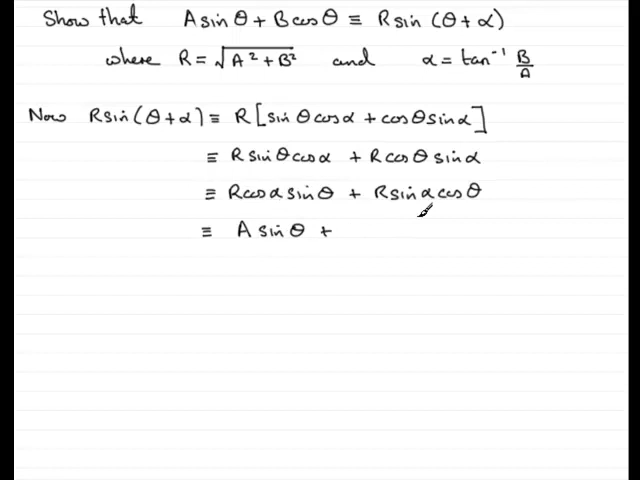 Show that A sin θ + B cos θ ≡ R sin (θ + α)
where R = √A² + B² and α = tan⁻¹ B/A
Now R sin (θ + α) ≡ R [sin θ cos α + cos θ sin α]
≡ R sin θ cos α + R cos θ sin α
≡ R cos α sin θ + R sin α cos θ
≡ A sin θ +